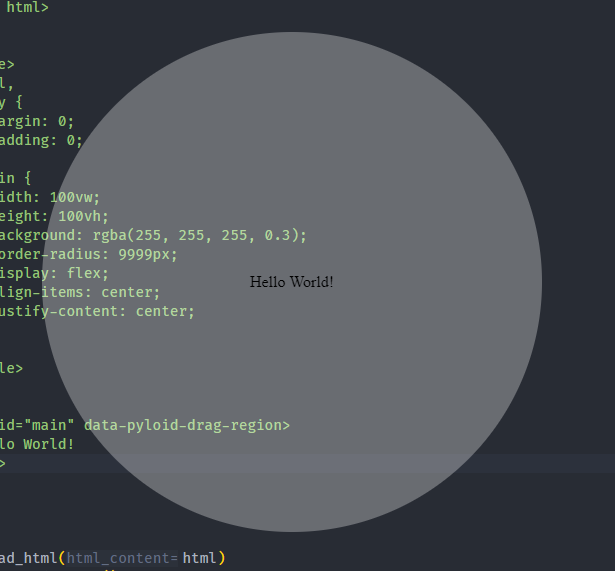 html>
e>
l,
y {
argin: 0;
adding: 0;
in {
idth: 100vw;
eight: 100vh;
ackground: rgba(255, 255, 255, 0.3);
order-radius: 9999px;
isplay: flex;
Hello World!
lign-items: center;
ustify-content: center;
le>
id="main" data-pyloid-drag-region>
lo World!
>
ad_html(html_content= html)